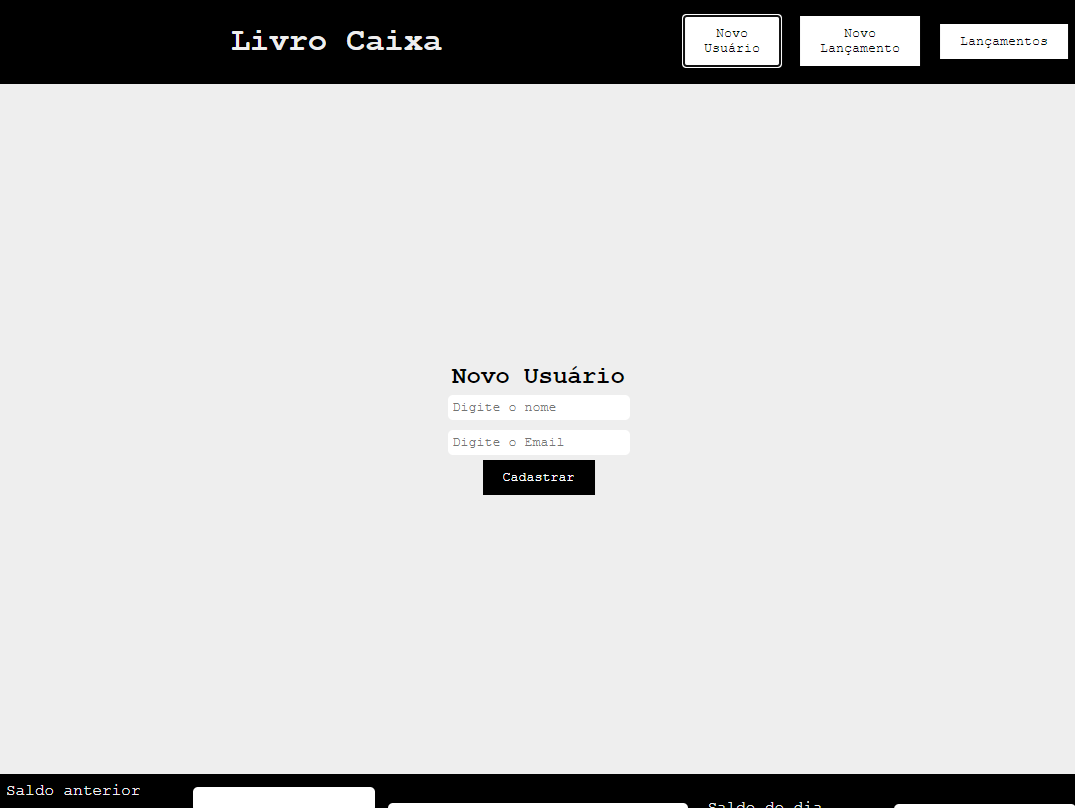 Livro Caixa
Novo
Usuário
Novo
Lançamento
Lançamentos
Novo Usuário
Digite o nome
Digite o Email
Cadastrar
Saldo anterior
Saldo do dia